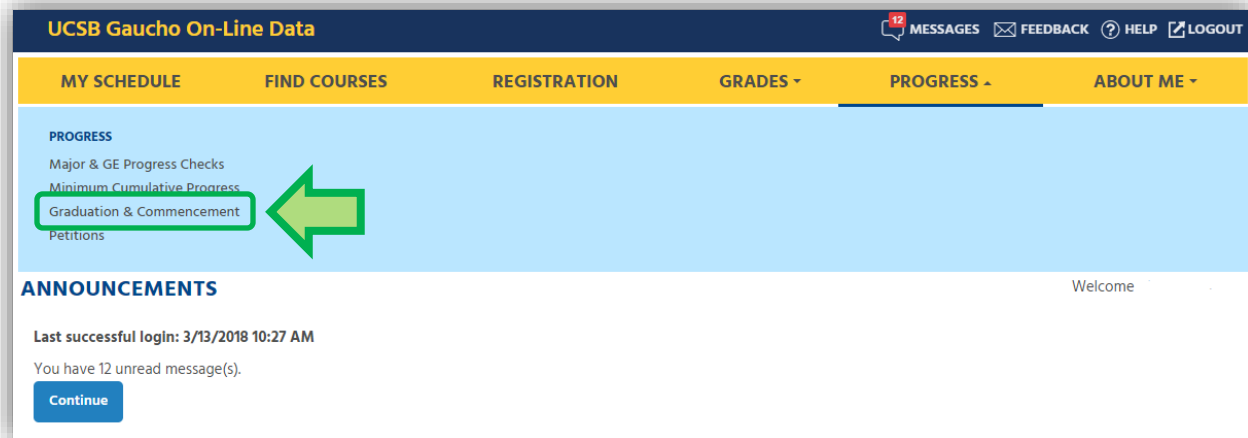 UCSB Gaucho On-Line Data
12 MESSAGES FEEDBACK ? HELP LOGOUT
MY SCHEDULE FIND COURSES REGISTRATION GRADES PROGRESS ABOUT ME
PROGRESS
Major & GE Progress Checks
Minimum Cumulative Progress
Graduation & Commencement
Petitions
ANNOUNCEMENTS
Welcome
Last successful login: 3/13/2018 10:27 AM
You have 12 unread message(s).
Continue